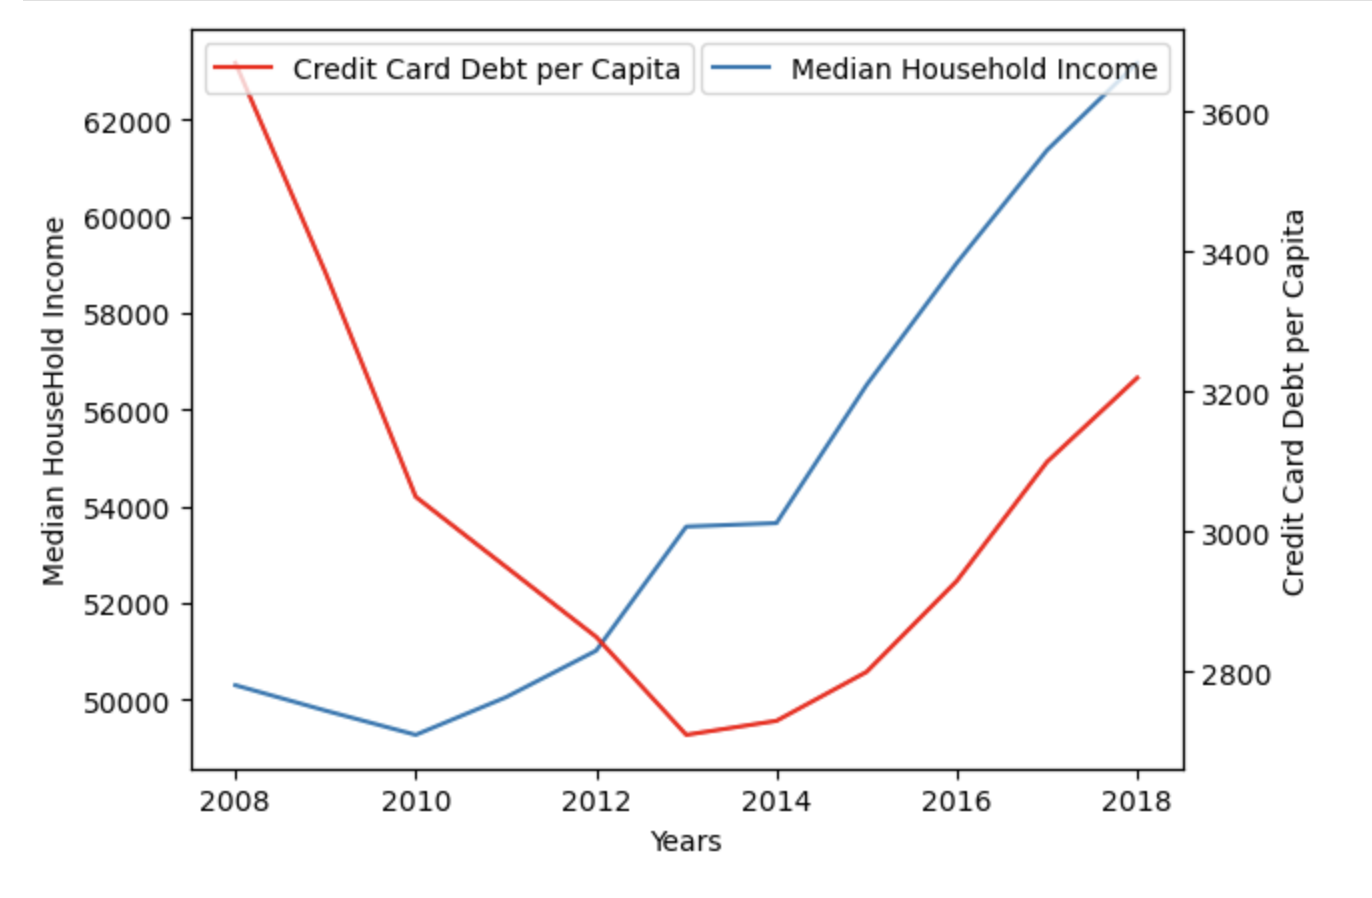 Credit Card Debt per Capita
Median Household Income
62000
60000
58000
56000
54000
52000
50000
Median HouseHold Income
3600
3400
3200
3000
2800
Credit Card Debt per Capita
2008 2010 2012 2014 2016 2018
Years